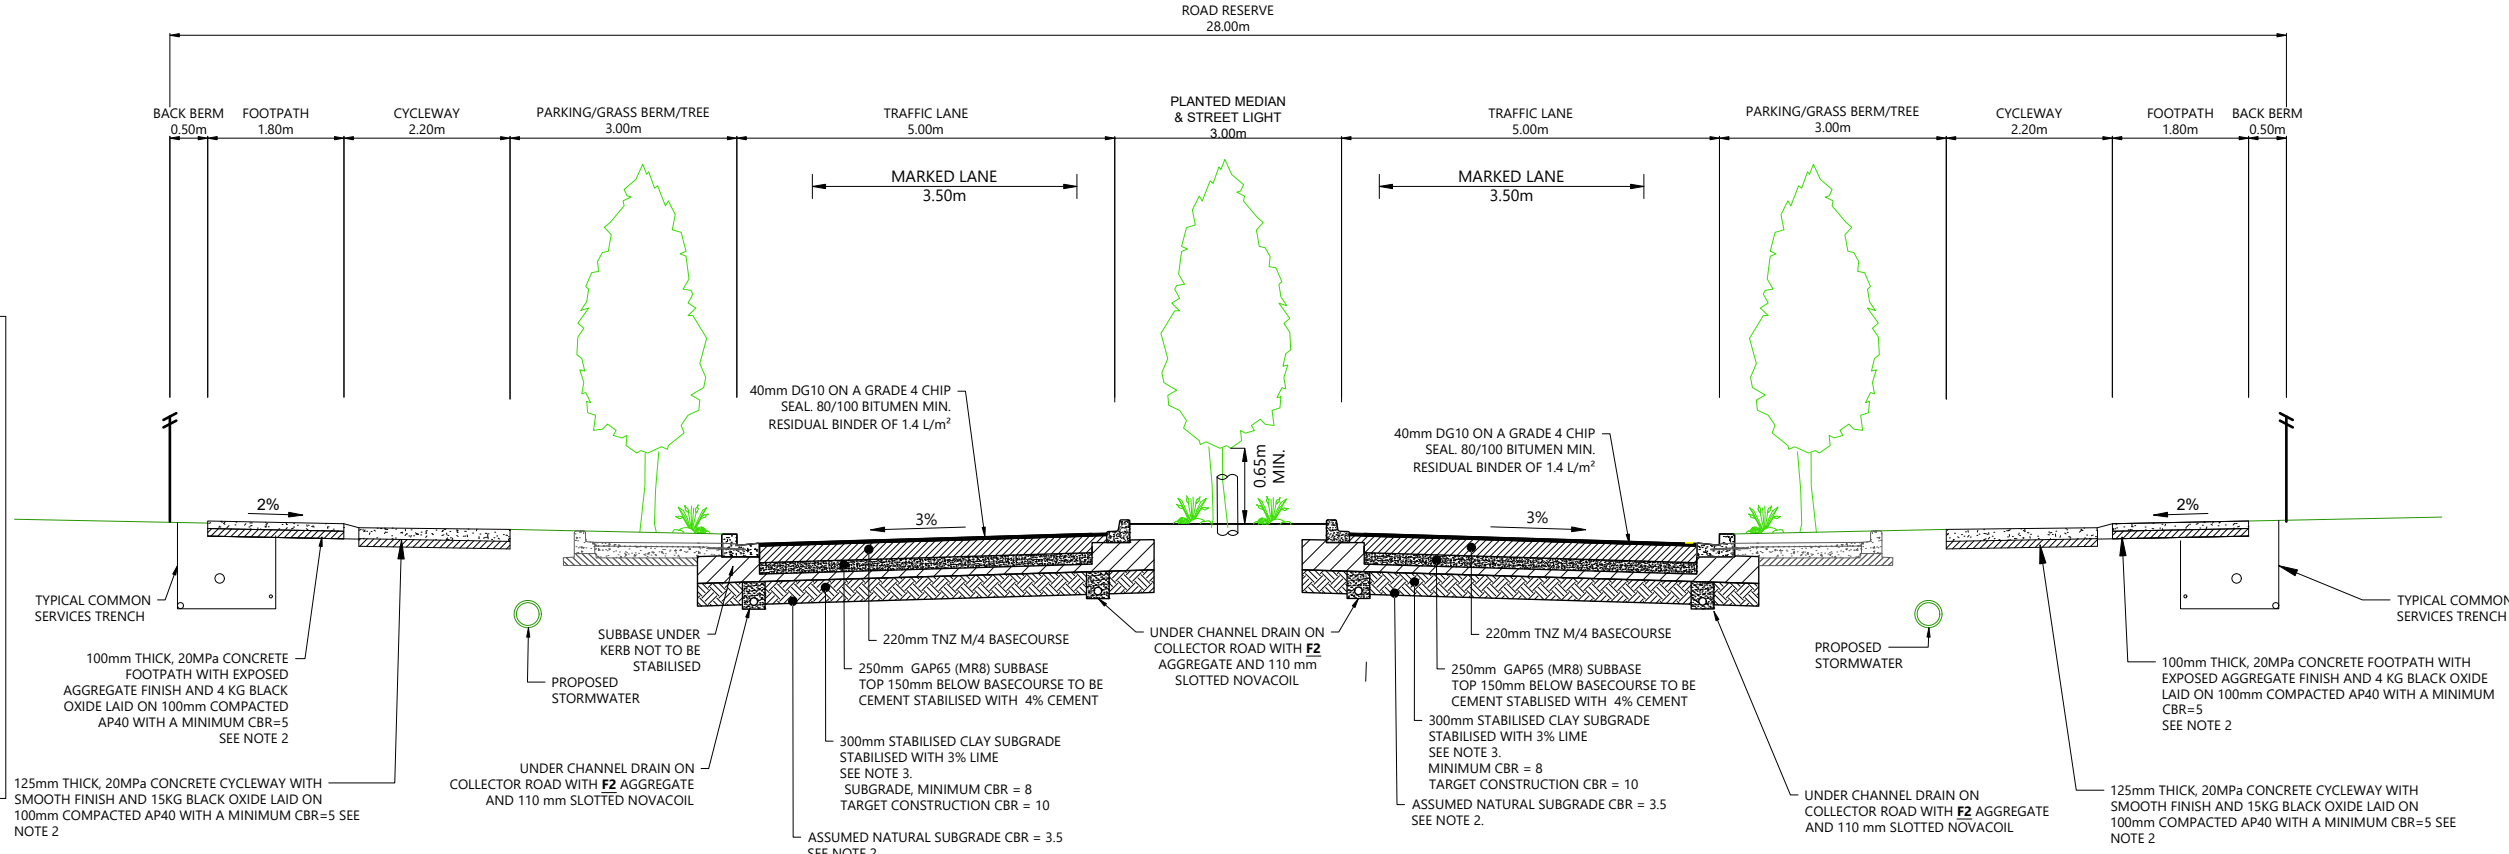 ROAD RESERVE
28.00m
BACK BERM
0.50m
FOOTPATH
1.80m
CYCLEWAY
2.20m
PARKING/GRASS BERM/TREE
3.00m
TRAFFIC LANE
5.00m
PLANTED MEDIAN
& STREET LIGHT
3.00m
TRAFFIC LANE
5.00m
PARKING/GRASS BERM/TREE
3.00m
CYCLEWAY
2.20m
FOOTPATH
1.80m
BACK BERM
0.50m
MARKED LANE
3.50m
MARKED LANE
3.50m
40mm DG10 ON A GRADE 4 CHIP
SEAL. 80/100 BITUMEN MIN.
RESIDUAL BINDER OF 1.4 L/m²
40mm DG10 ON A GRADE 4 CHIP
SEAL. 80/100 BITUMEN MIN.
RESIDUAL BINDER OF 1.4 L/m²
0.65m
MIN.
2%
3%
3%
2%
TYPICAL COMMON
SERVICES TRENCH
100mm THICK, 20MPa CONCRETE
FOOTPATH WITH EXPOSED
AGGREGATE FINISH AND 4 KG BLACK
OXIDE LAID ON 100mm COMPACTED
AP40 WITH A MINIMUM CBR=5
SEE NOTE 2
125mm THICK, 20MPa CONCRETE CYCLEWAY WITH
SMOOTH FINISH AND 15KG BLACK OXIDE LAID ON
100mm COMPACTED AP40 WITH A MINIMUM CBR=5 SEE
NOTE 2
PROPOSED
STORMWATER
SUBBASE UNDER
KERB NOT TO BE
STABILISED
UNDER CHANNEL DRAIN ON
COLLECTOR ROAD WITH F2 AGGREGATE
AND 110 mm SLOTTED NOVACOIL
220mm TNZ M/4 BASECOURSE
250mm GAP65 (MR8) SUBBASE
TOP 150mm BELOW BASECOURSE TO BE
CEMENT STABILISED WITH 4% CEMENT
300mm STABILISED CLAY SUBGRADE
STABILISED WITH 3% LIME
SEE NOTE 3.
SUBGRADE, MINIMUM CBR = 8
TARGET CONSTRUCTION CBR = 10
ASSUMED NATURAL SUBGRADE CBR = 3.5
SEE NOTE 2
UNDER CHANNEL DRAIN ON
COLLECTOR ROAD WITH F2
AGGREGATE AND 110 mm
SLOTTED NOVACOIL
220mm TNZ M/4 BASECOURSE
250mm GAP65 (MR8) SUBBASE
TOP 150mm BELOW BASECOURSE TO BE
CEMENT STABLISED WITH 4% CEMENT
300mm STABILISED CLAY SUBGRADE
STABILISED WITH 3% LIME
SEE NOTE 3.
MINIMUM CBR = 8
TARGET CONSTRUCTION CBR = 10
ASSUMED NATURAL SUBGRADE CBR = 3.5
SEE NOTE 2.
PROPOSED
STORMWATER
UNDER CHANNEL DRAIN ON
COLLECTOR ROAD WITH F2 AGGREGATE
AND 110 mm SLOTTED NOVACOIL
TYPICAL COMMON
SERVICES TRENCH
100mm THICK, 20MPa CONCRETE FOOTPATH WITH
EXPOSED AGGREGATE FINISH AND 4 KG BLACK OXIDE
LAID ON 100mm COMPACTED AP40 WITH A MINIMUM
CBR=5
SEE NOTE 2
125mm THICK, 20MPa CONCRETE CYCLEWAY WITH
SMOOTH FINISH AND 15KG BLACK OXIDE LAID ON
100mm COMPACTED AP40 WITH A MINIMUM CBR=5 SEE
NOTE 2